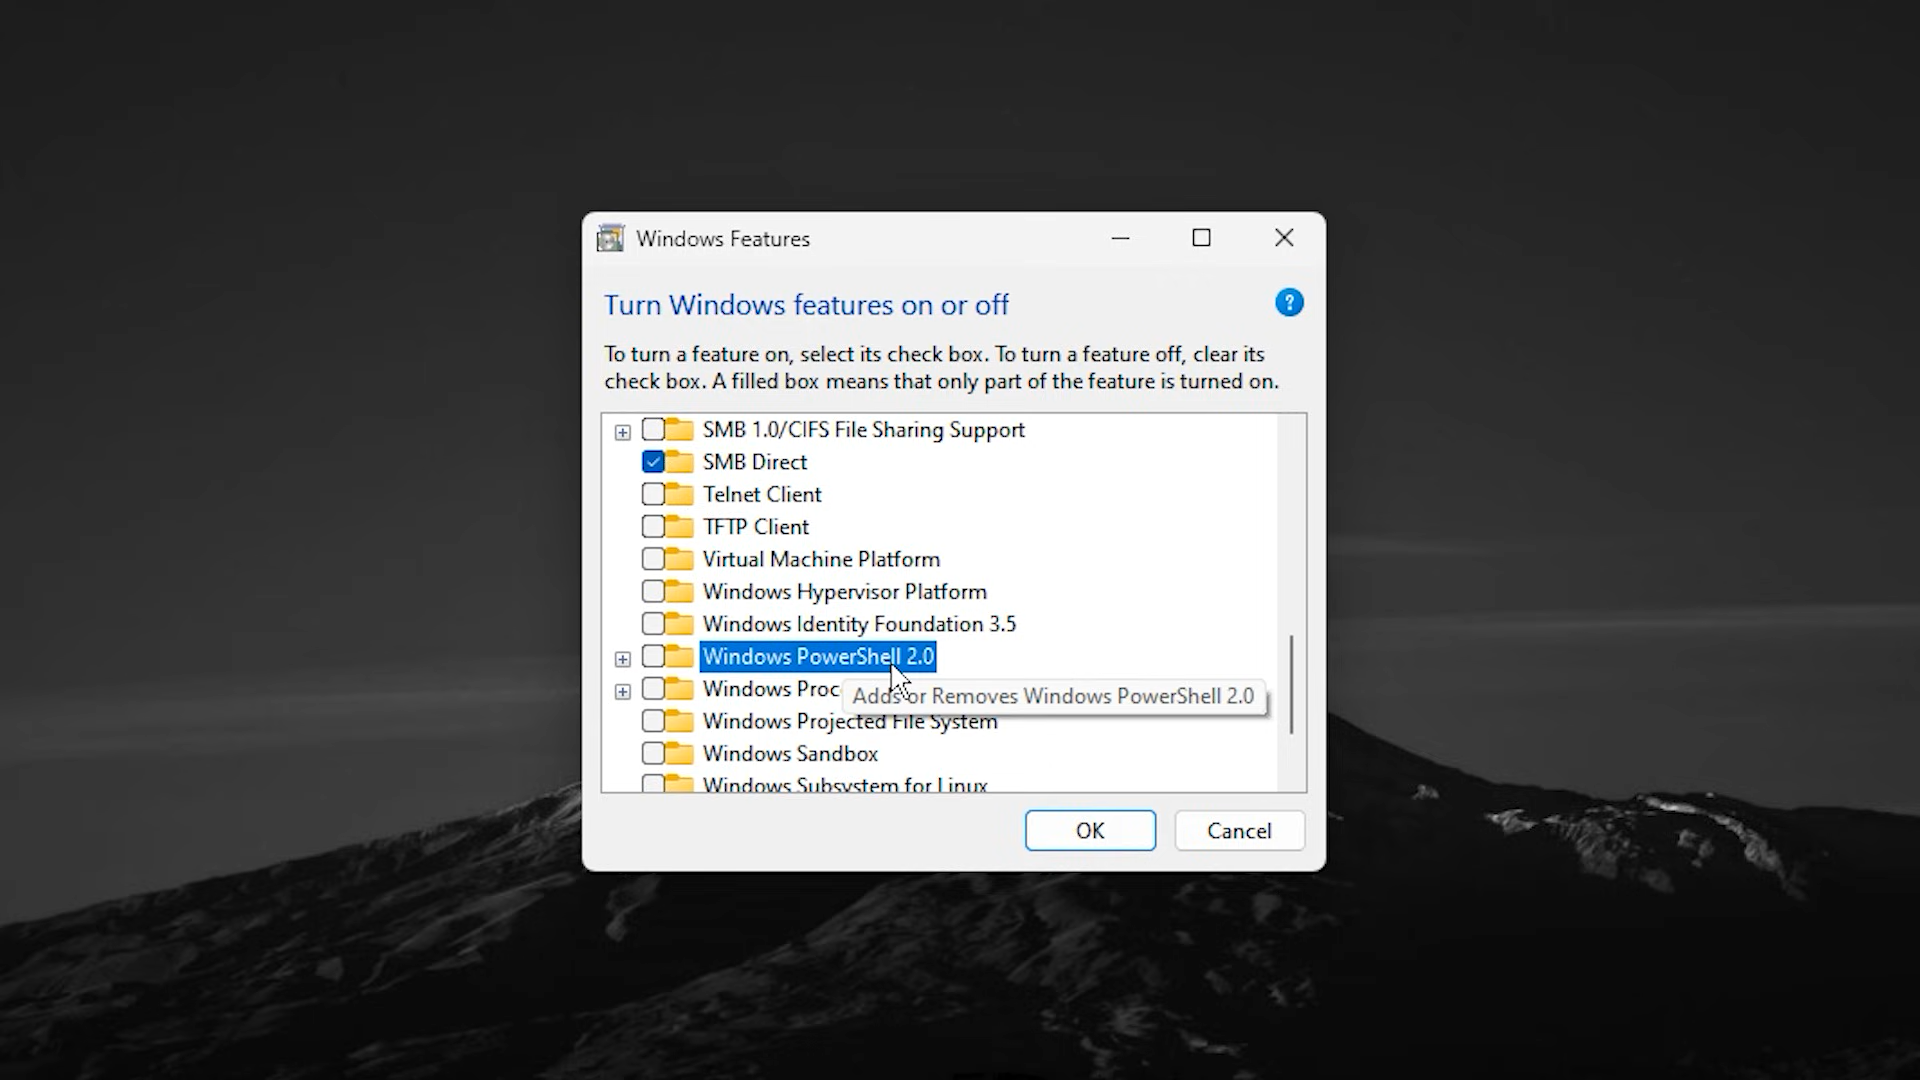 Windows Features
Turn Windows features on or off
?
To turn a feature on, select its check box. To turn a feature off, clear its
check box. A filled box means that only part of the feature is turned on.
SMB 1.0/CIFS File Sharing Support
SMB Direct
Telnet Client
TFTP Client
Virtual Machine Platform
Windows Hypervisor Platform
Windows Identity Foundation 3.5
Windows PowerShell 2.0
Windows Proc
Adds or Removes Windows PowerShell 2.0
Windows Projected File System
Windows Sandbox
Windows Subsystem for Linux
OK
Cancel